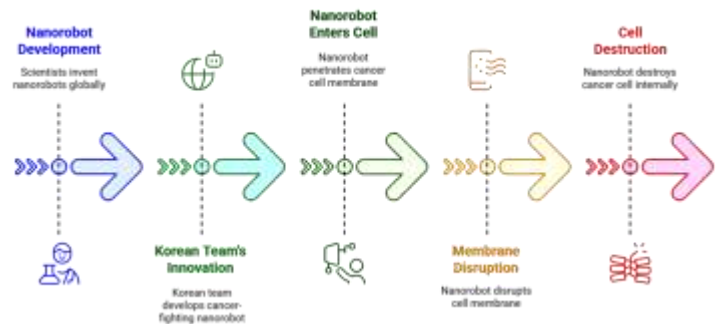 Nanorobot
Development
Scientists invent
nanorobots globally
Korean Team's
Innovation
Korean team
develops cancer-
fighting nanorobot
Nanorobot
Enters Cell
Nanorobot
penetrates cancer
cell membrane
Membrane
Disruption
Nanorobot disrupts
cell membrane
Cell
Destruction
Nanorobot destroys
cancer cell internally